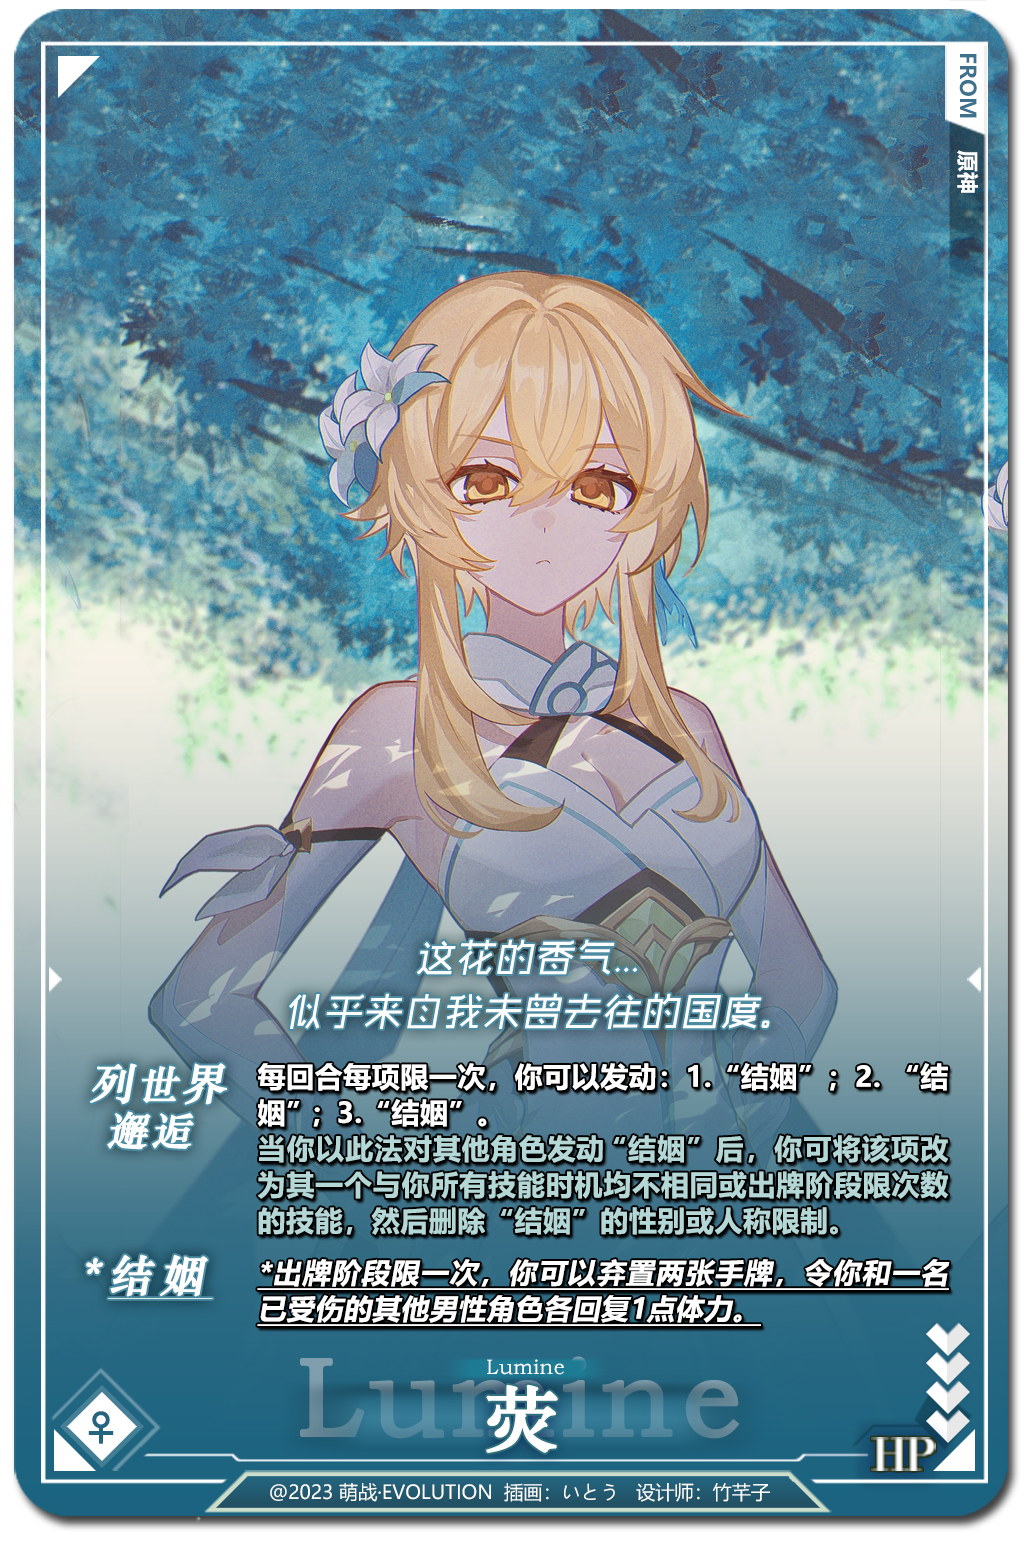 FROM
原神
这花的香气...
似乎来自我未曾去往的国度。
列世界
邂逅
每回合每项限一次，你可以发动：1.“结姻”；2. “结
姻”；3.“结姻”。
当你以此法对其他角色发动“结姻”后，你可将该项改
为其一个与你所有技能时机均不相同或出牌阶段限次数
的技能，然后删除“结姻”的性别或人称限制。
*结姻
*出牌阶段限一次，你可以弃置两张手牌，令你和一名
已受伤的其他男性角色各回复1点体力。
Lumine
Lumine
荧
HP
@2023 萌战·EVOLUTION 插画：いとう 设计师：竹芊子